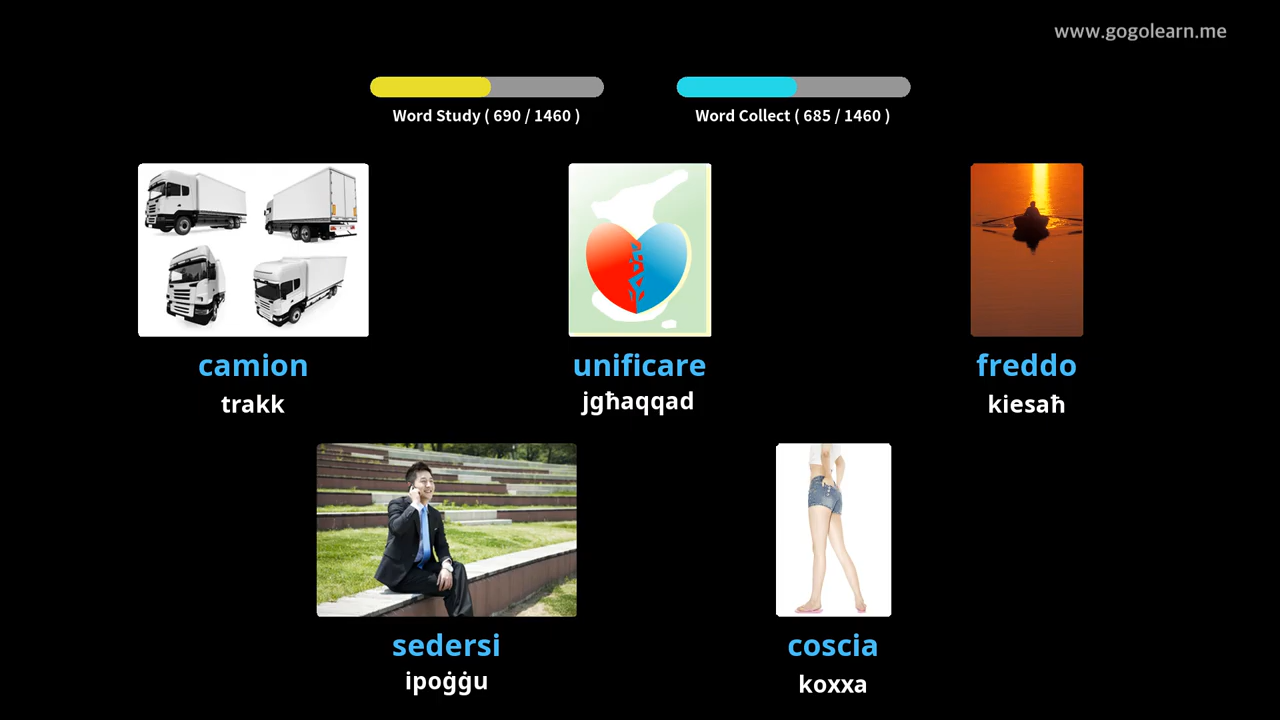 www.gogolearn.me
Word Study ( 690 / 1460 )
Word Collect ( 685 / 1460 )
camion
trakk
unificare
jgħaqqad
freddo
kiesaħ
sedersi
ipoġġu
coscia
koxxa